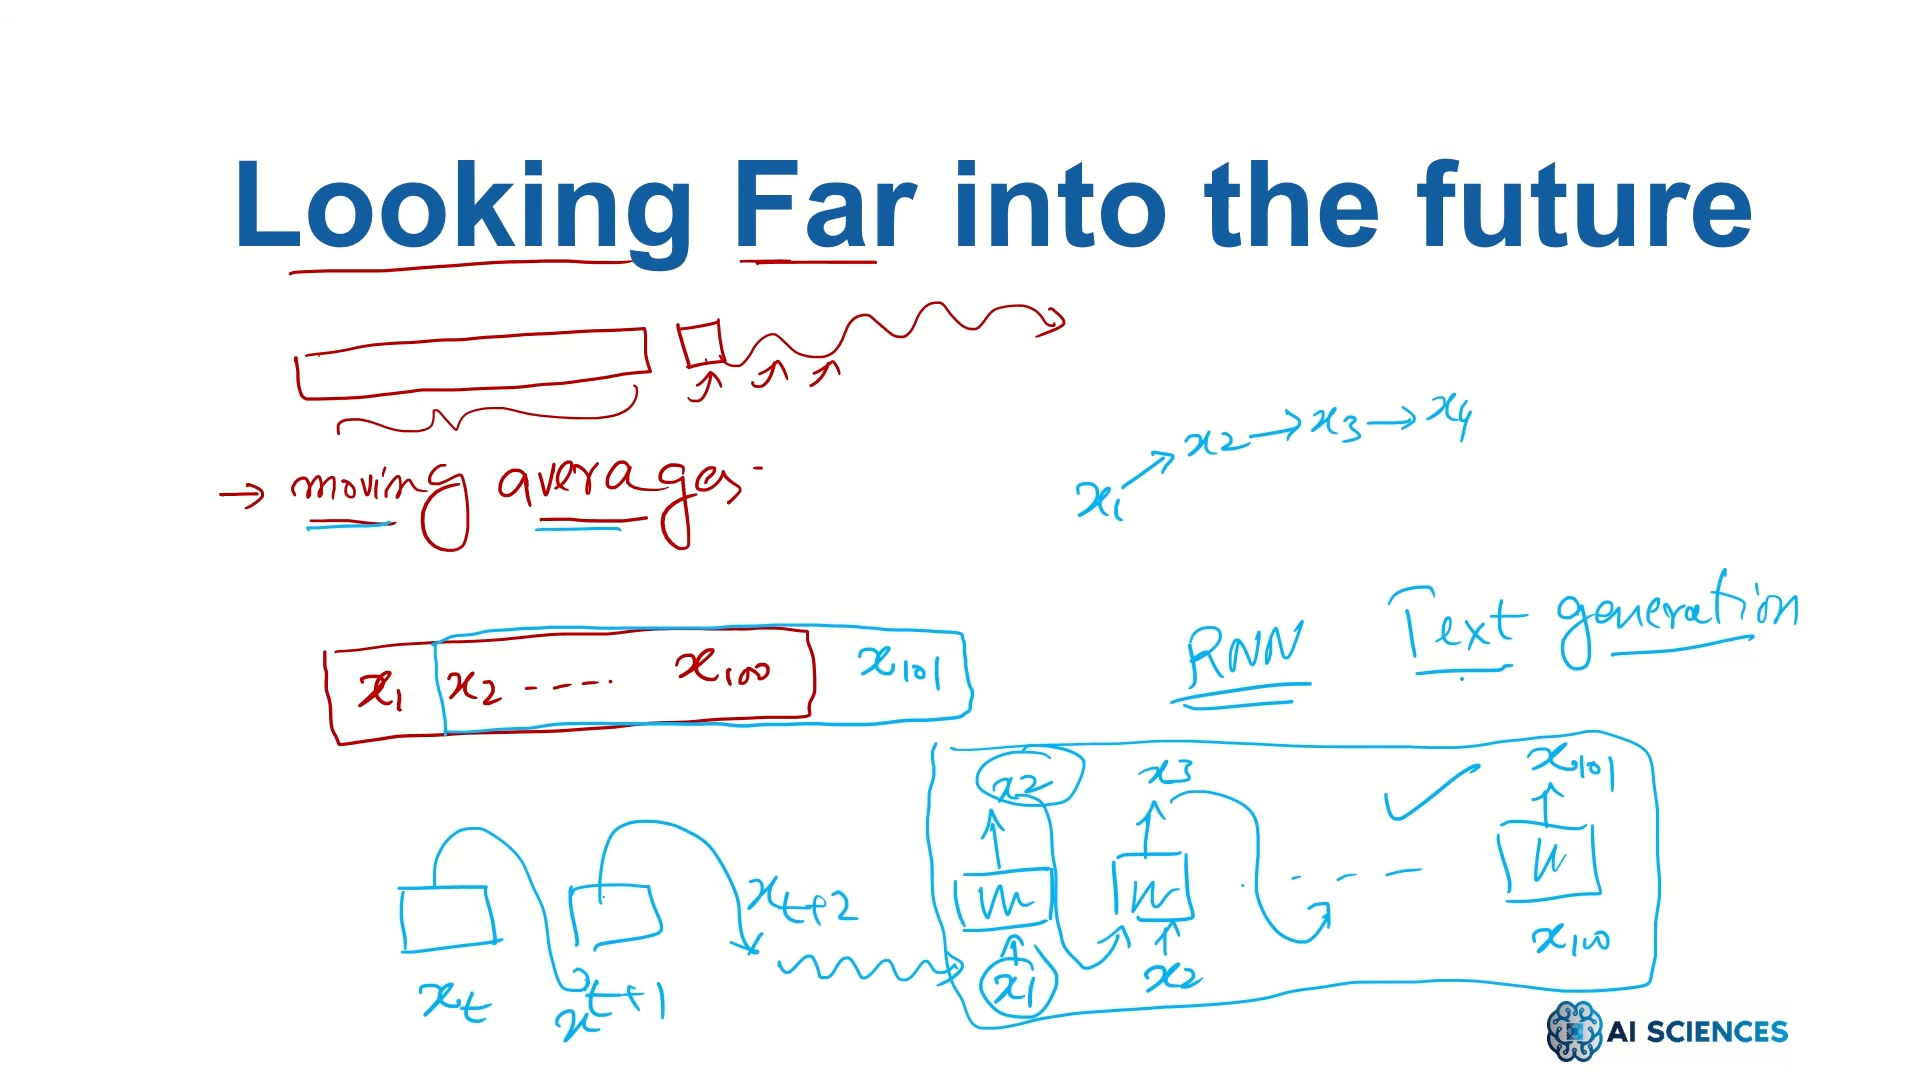 Looking Far into the future
x1 → x2 → x3 → x4
→ moving averages
x1 x2 ----- x100 x101
RNN
Text generation
x2 x3 x101
m W - - - W
x1 x2 x100
xt xt+1 xt+2
AI SCIENCES